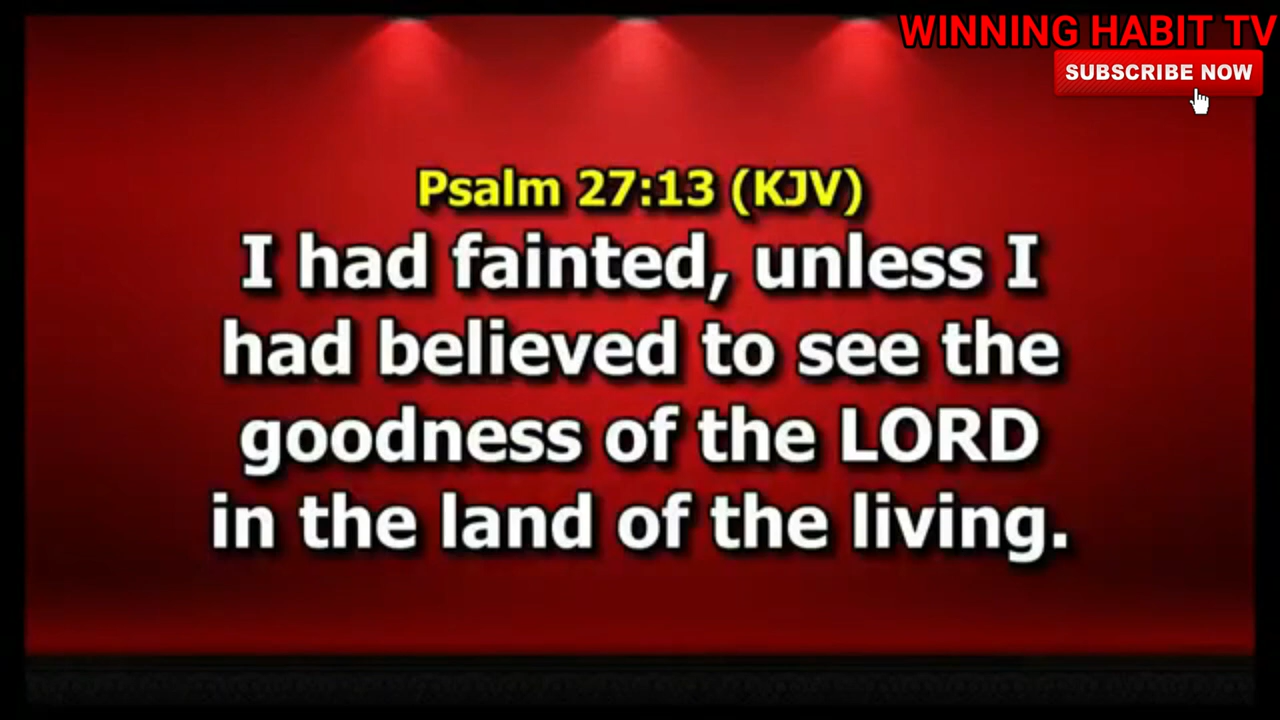 WINNING HABIT TV
SUBSCRIBE NOW
Psalm 27:13 (KJV)
I had fainted, unless I
had believed to see the
goodness of the LORD
in the land of the living.